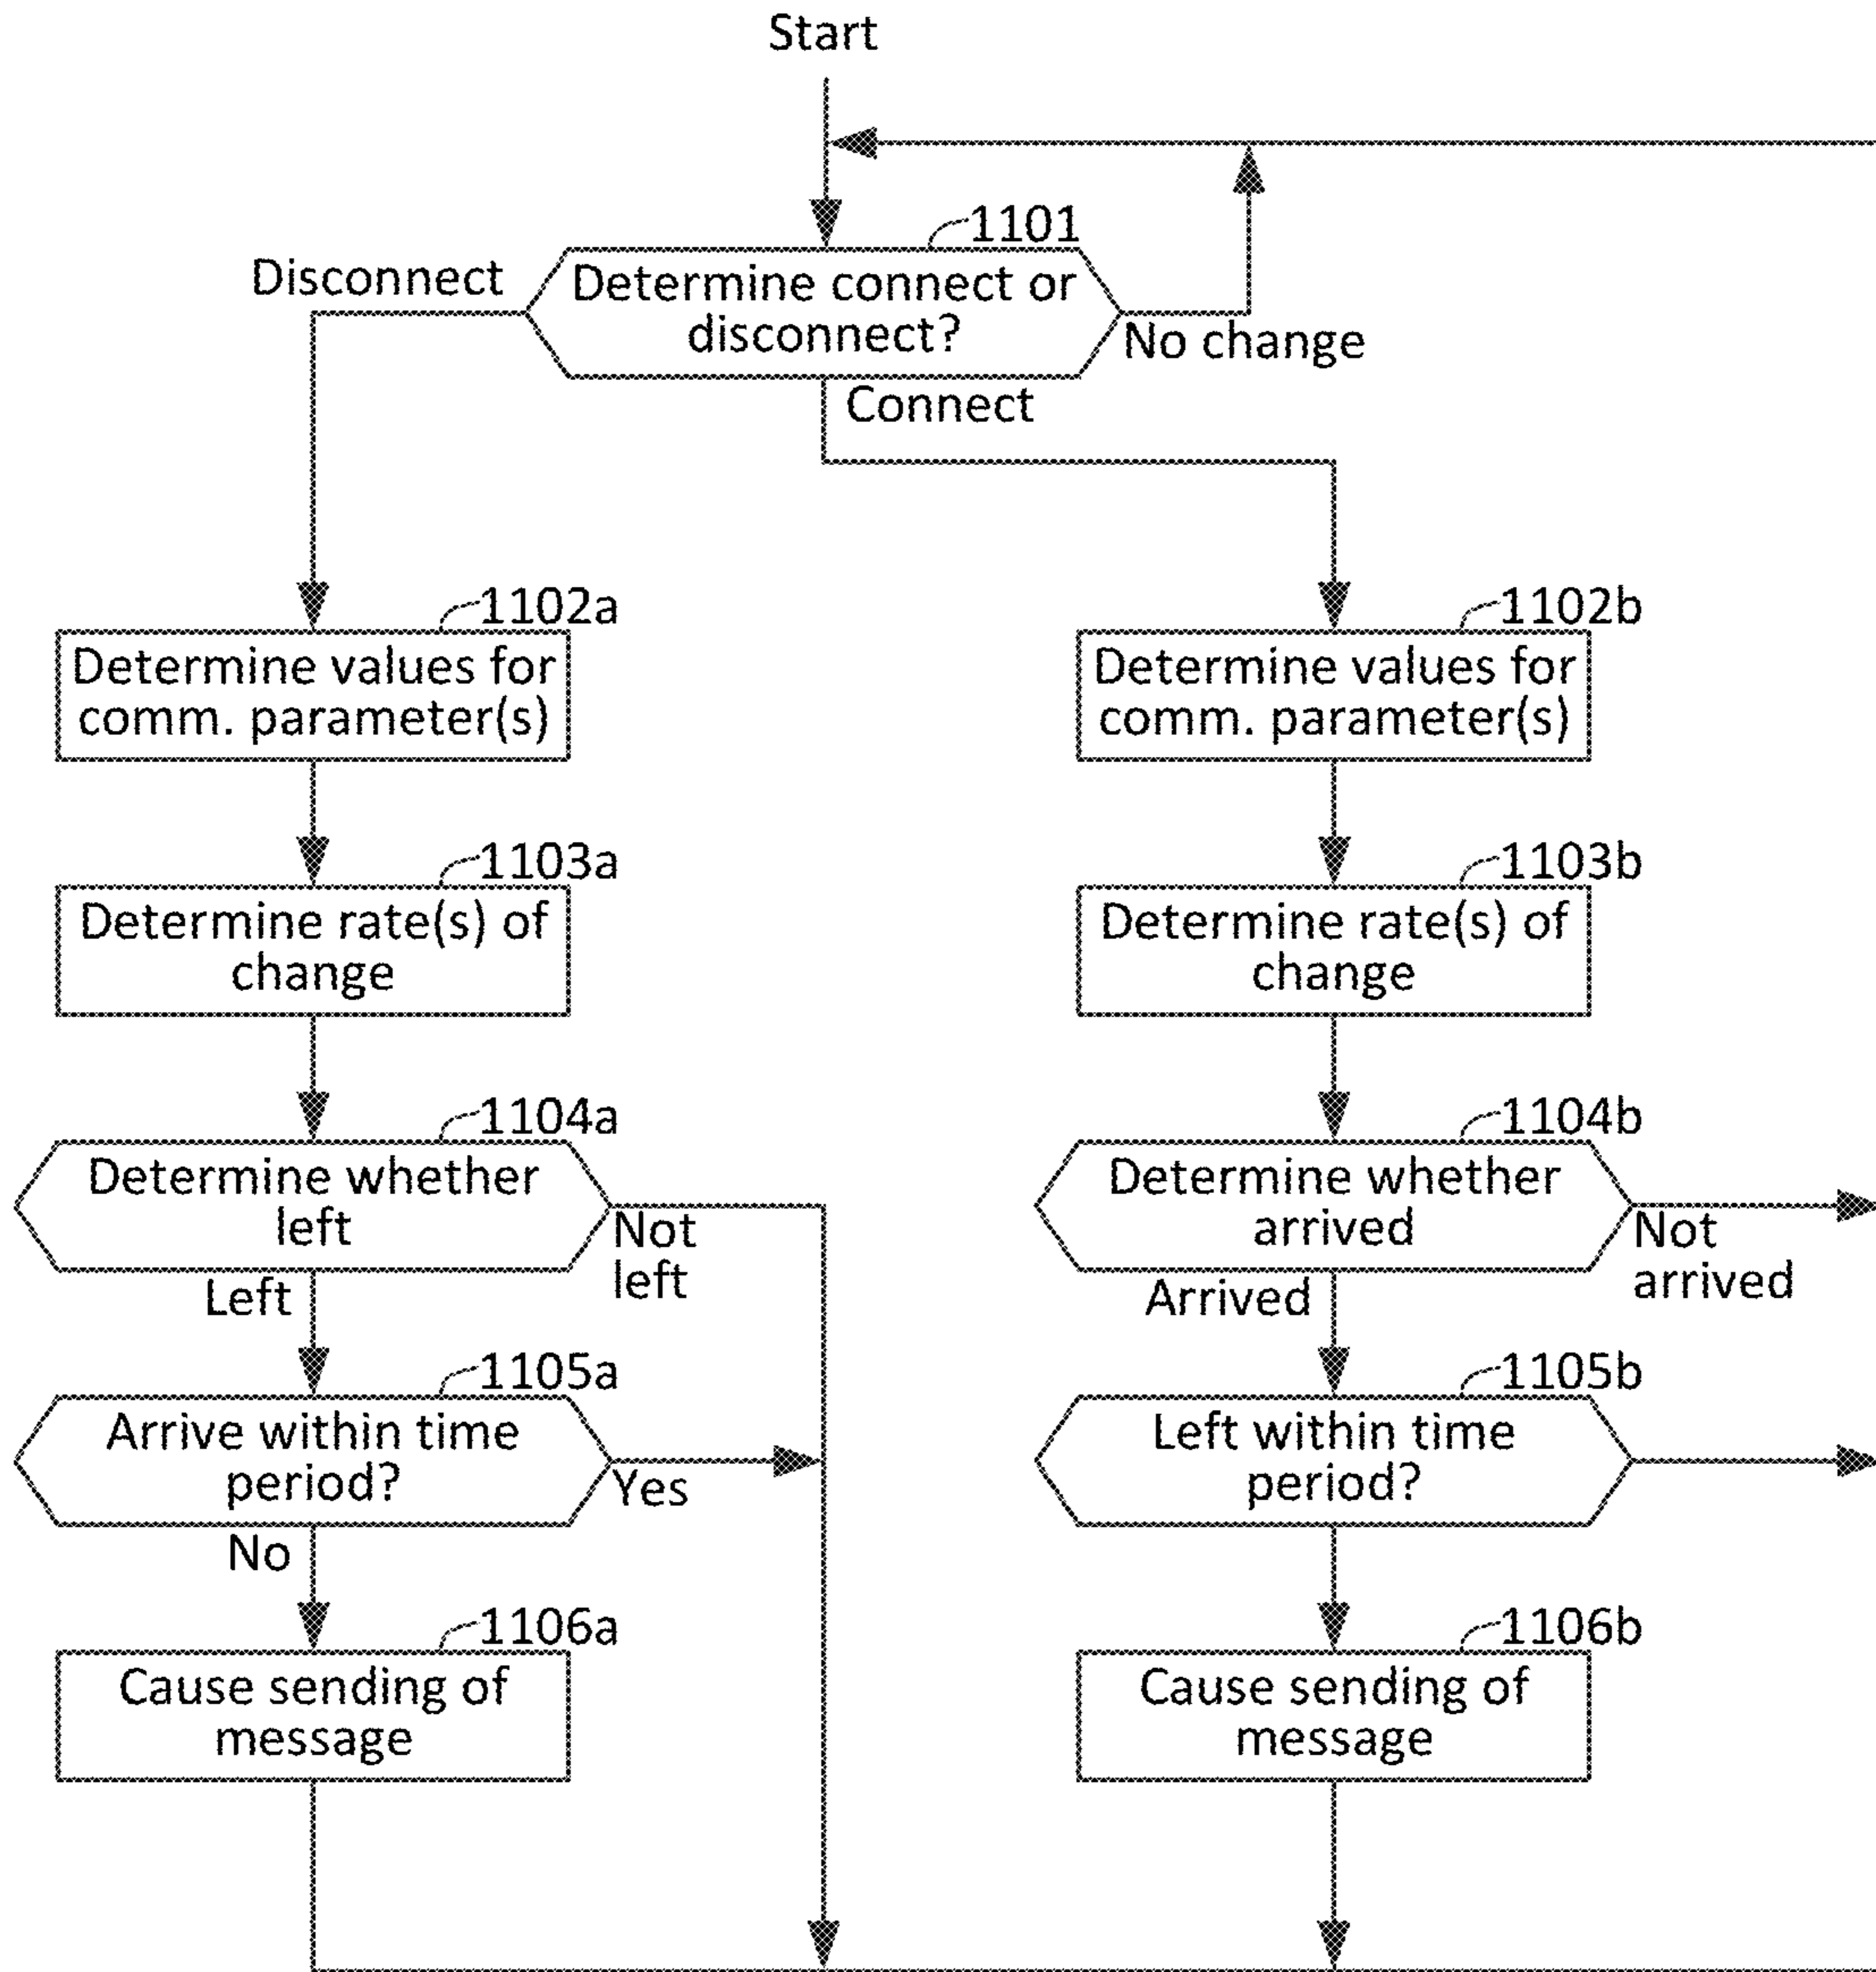 Start
1101
Disconnect
Determine connect or
disconnect?
No change
Connect
1102a
1102b
Determine values for
comm. parameter(s)
Determine values for
comm. parameter(s)
1103a
1103b
Determine rate(s) of
change
Determine rate(s) of
change
1104a
1104b
Determine whether
left
Not
left
Left
Determine whether
arrived
Not
arrived
Arrived
1105a
1105b
Arrive within time
period?
Yes
No
Left within time
period?
1106a
1106b
Cause sending of
message
Cause sending of
message